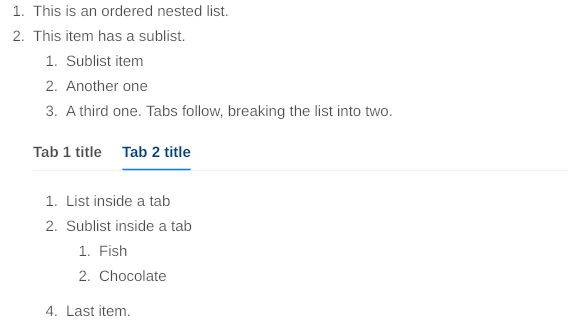 1. This is an ordered nested list.
2. This item has a sublist.
1. Sublist item
2. Another one
3. A third one. Tabs follow, breaking the list into two.
Tab 1 title Tab 2 title
1. List inside a tab
2. Sublist inside a tab
1. Fish
2. Chocolate
4. Last item.